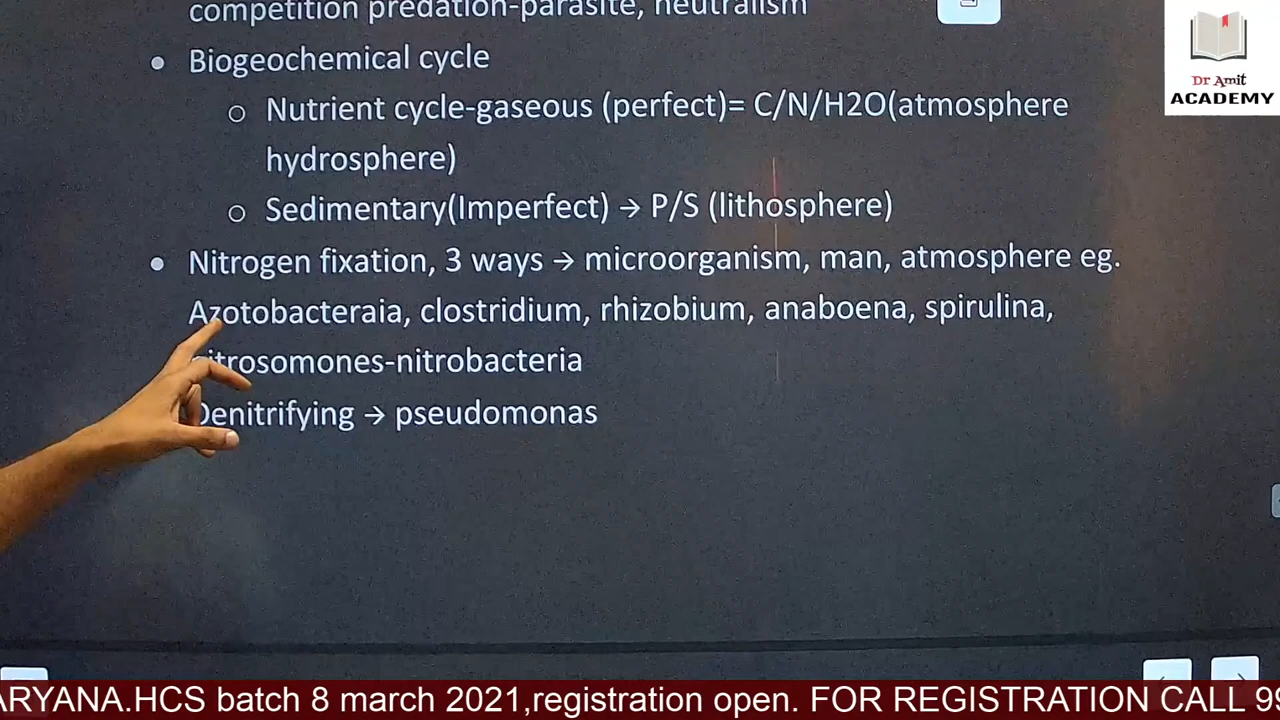 competition predation-parasite, neutralism
Dr Amit
ACADEMY
Biogeochemical cycle
Nutrient cycle-gaseous (perfect)= C/N/H2O(atmosphere
hydrosphere)
Sedimentary(Imperfect) → P/S (lithosphere)
Nitrogen fixation, 3 ways → microorganism, man, atmosphere eg.
Azotobacteraia, clostridium, rhizobium, anaboena, spirulina,
nitrosomones-nitrobacteria
Denitrifying → pseudomonas
ARYANA.HCS batch 8 march 2021,registration open. FOR REGISTRATION CALL 99